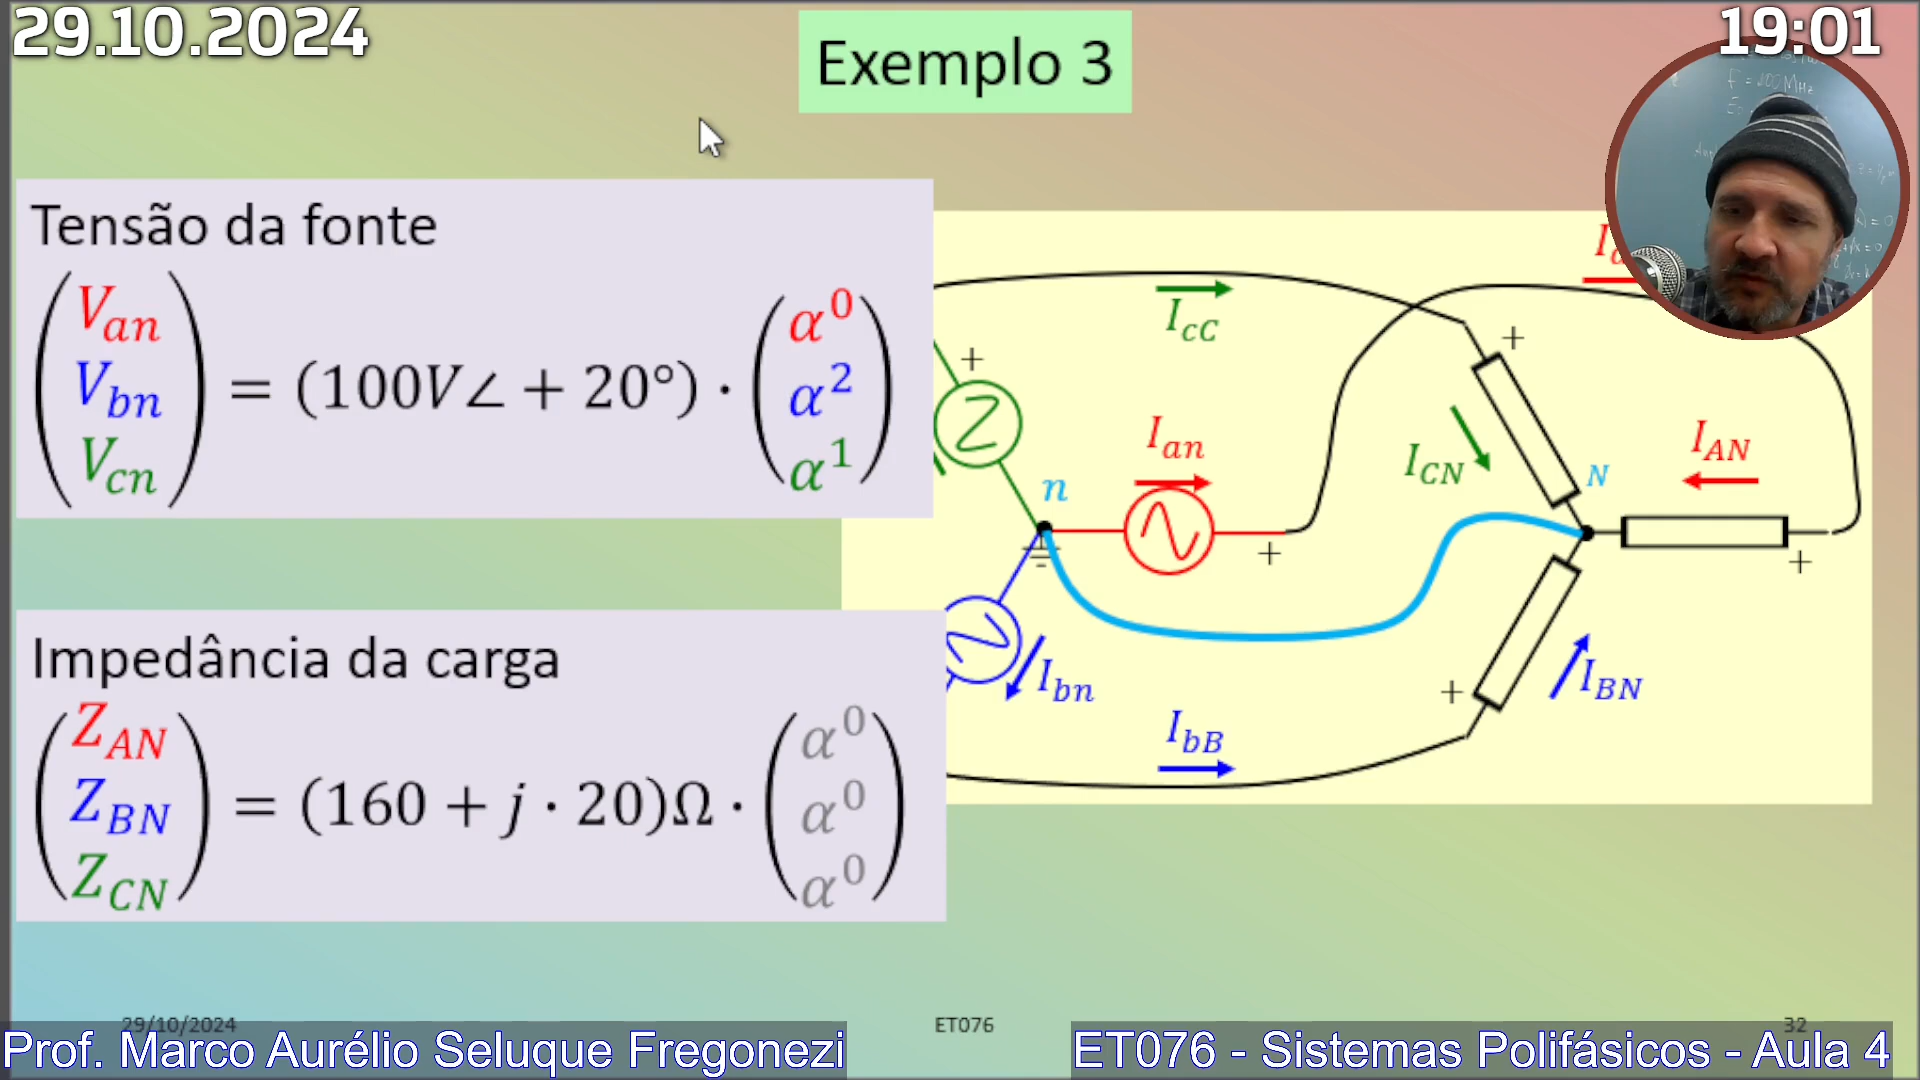 29.10.2024
19:01
Exemplo 3
F = 200 MHz
Tensão da fonte
V_an
V_bn
V_cn
= (100V∠ + 20°) ·
α^0
α^2
α^1
Impedância da carga
Z_AN
Z_BN
Z_CN
= (160 + j · 20)Ω ·
α^0
α^0
α^0
I_cC
+
+
I_an
I_CN
I_AN
n
N
+
+
I_bn
+
I_BN
I_bB
29/10/2024
ET076
32
Prof. Marco Aurélio Seluque Fregonezi
ET076 - Sistemas Polifásicos - Aula 4